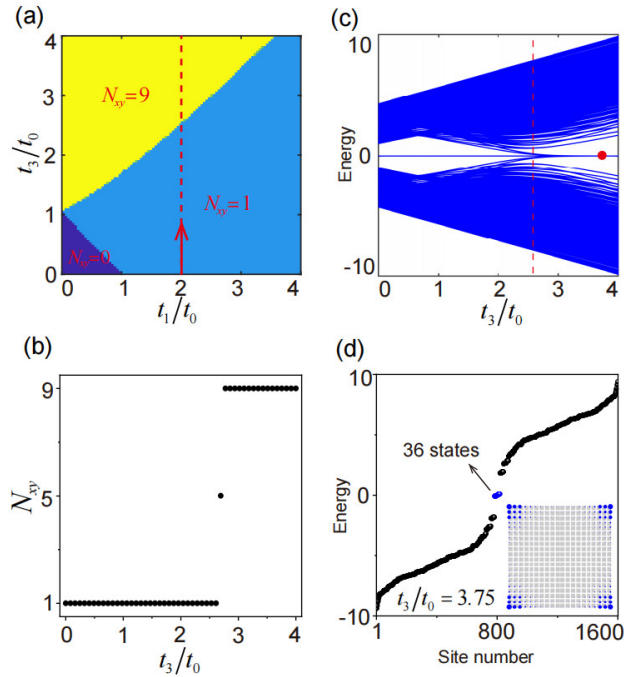 (a)
4
3
2
1
0
t₃/t₀
N_xy=9
N_xy=1
N_xy=0
0 1 2 3 4
t₁/t₀
(c)
10
0
-10
Energy
0 1 2 3 4
t₃/t₀
(b)
9
5
1
N_xy
0 1 2 3 4
t₃/t₀
(d)
10
0
-10
Energy
36 states
t₃/t₀ = 3.75
1 800 1600
Site number